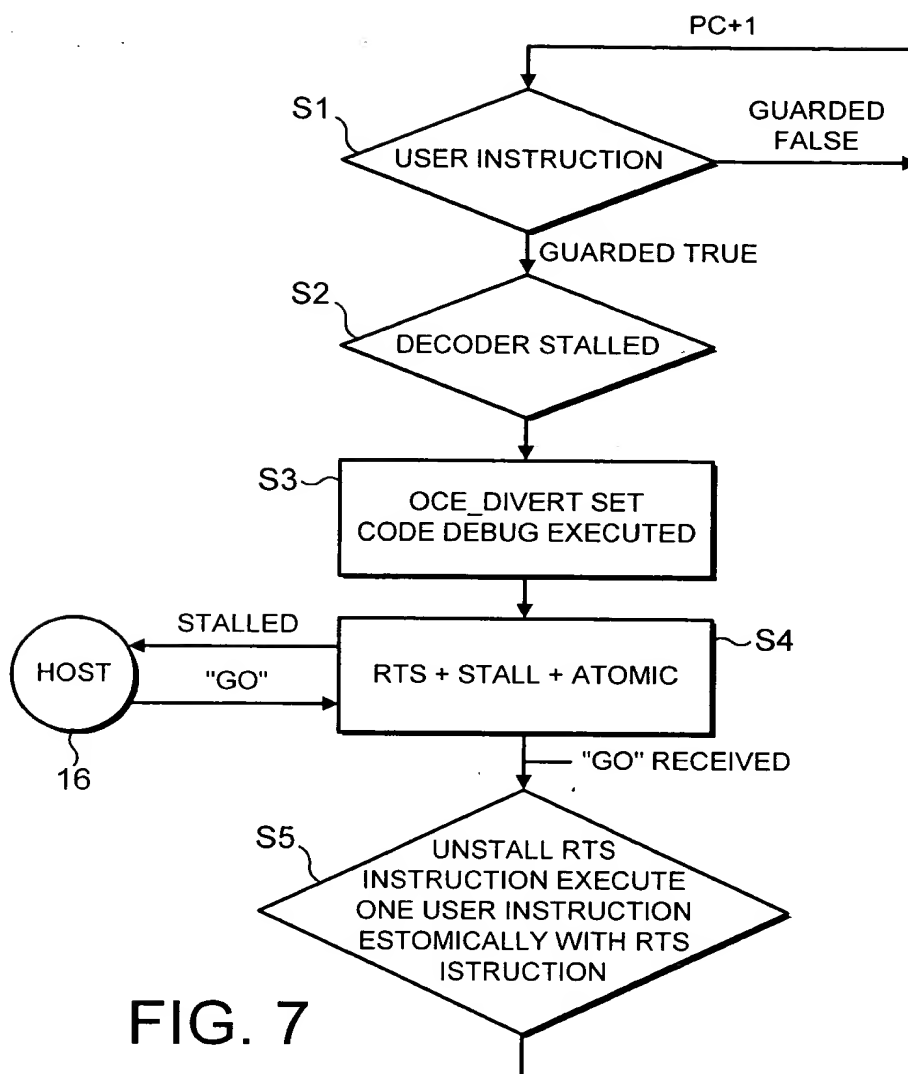 PC+1
S1
USER INSTRUCTION
GUARDED
FALSE
GUARDED TRUE
S2
DECODER STALLED
S3
OCE_DIVERT SET
CODE DEBUG EXECUTED
STALLED
HOST
"GO"
16
RTS + STALL + ATOMIC
S4
"GO" RECEIVED
S5
UNSTALL RTS
INSTRUCTION EXECUTE
ONE USER INSTRUCTION
ESTOMICALLY WITH RTS
ISTRUCTION
FIG. 7